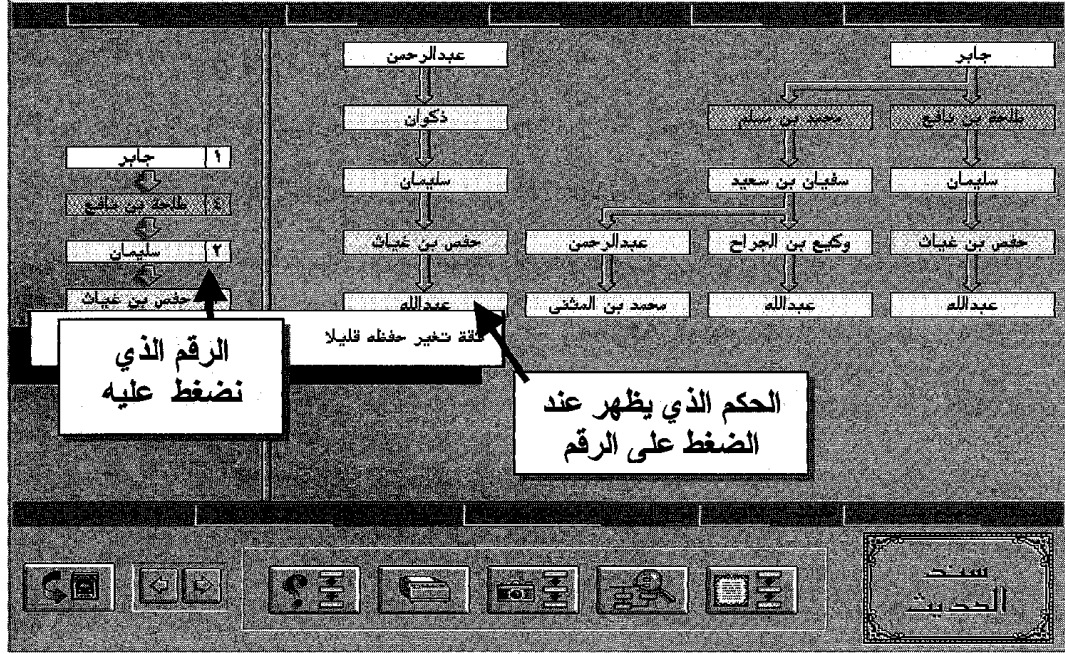 جابر
عبدالرحمن
طلحة بن نافع
محمد بن مسلم
ذكوان
سليمان
سفيان بن سعيد
سليمان
حفص بن غياث
وكيع بن الجراح
عبدالرحمن
حفص بن غياث
عبدالله
عبدالله
محمد بن المثنى
عبدالله
١ جابر
٤ طلحة بن نافع
٢ سليمان
حفص بن غياث
ثقة تغير حفظه قليلا
الرقم الذي
نضغط عليه
الحكم الذي يظهر عند
الضغط على الرقم
سند
الحديث